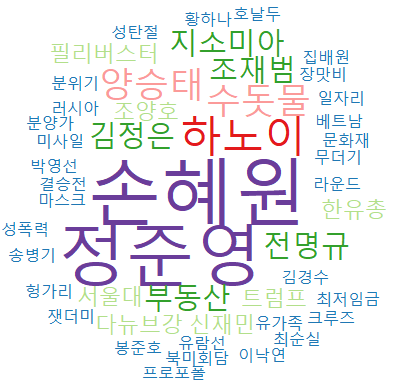 황하나 호날두
성탄절 지소미아
필리버스터 집배원
조재범 장맛비
분위기 양승태 수돗물 일자리
러시아 조양호 베트남
분양가 김정은 하노이 문화재
미사일 무더기
박영선 손혜원
결승전 라운드
마스크 한유총
성폭력 정준영
송병기 전명규
김경수
헝가리 서울대 부동산 트럼프 최저임금
잿더미 다뉴브강 신재민 유가족 크루즈
봉준호 유람선 최순실
북미회담 이낙연
프로포폴